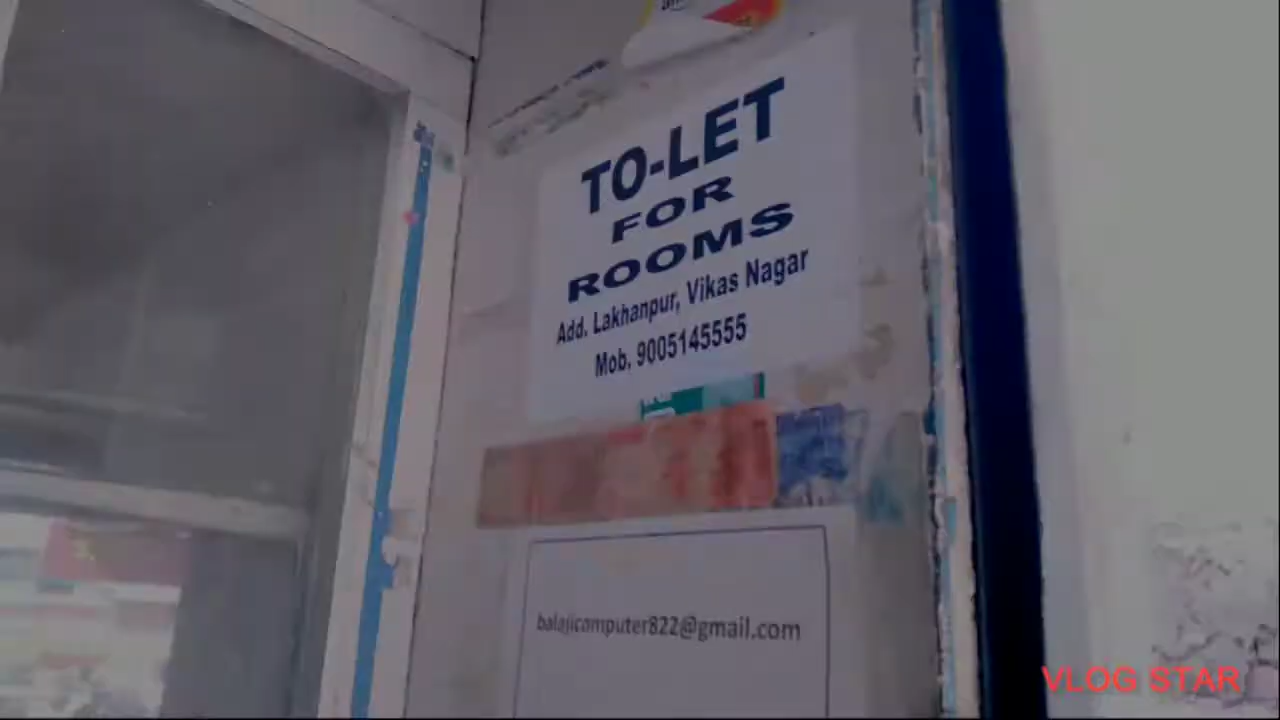 TO-LET
FOR
ROOMS
Add. Lakhanpur, Vikas Nagar
Mob. 9005145555
balajicomputer822@gmail.com
VLOG STAR